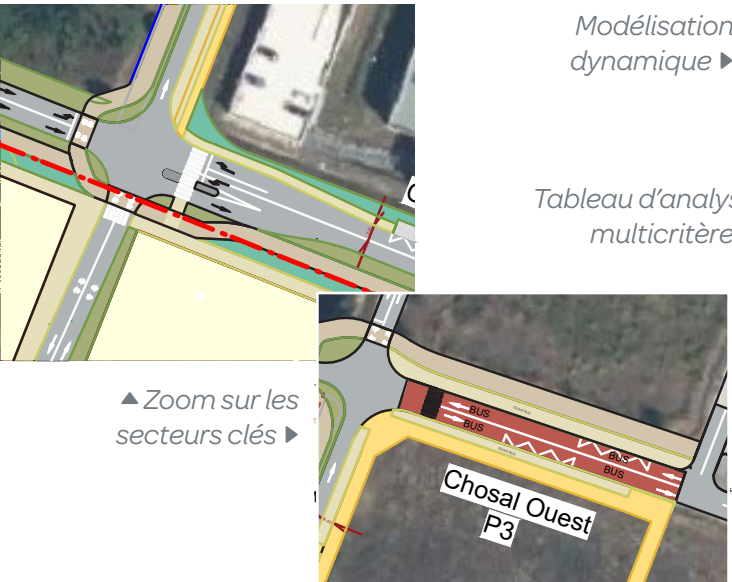 Modélisation
dynamique ▶
Tableau d'analys
multicritère
▲ Zoom sur les
secteurs clés ▶
BUS
BUS
BUS
BUS
Chosal Ouest
P3